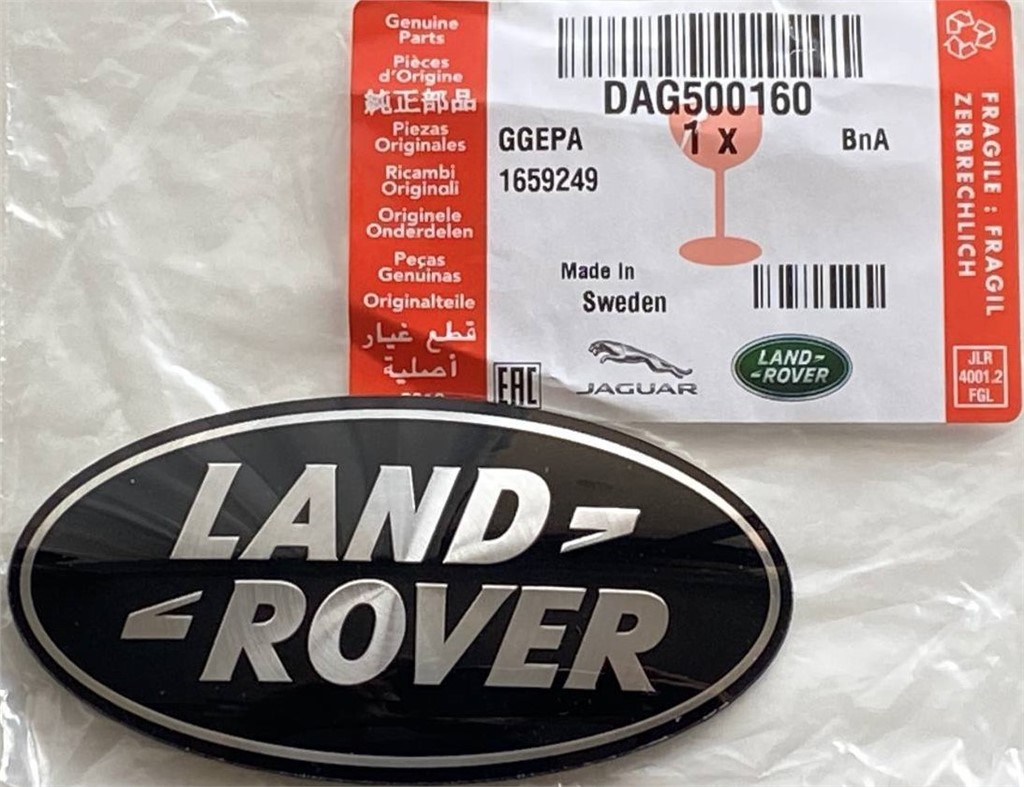 Genuine
Parts
Pièces
d'Origine
純正部品
Piezas
Originales
Ricambi
Originali
Originele
Onderdelen
Peças
Genuinas
Originalteile
قطع غيار
أصلية
DAG500160
GGEPA
1 X
BnA
1659249
Made In
Sweden
EAC
JAGUAR
LAND
ROVER
FRAGILE : FRAGIL
ZERBRECHLICH
JLR
4001.2
FGL
LAND
ROVER